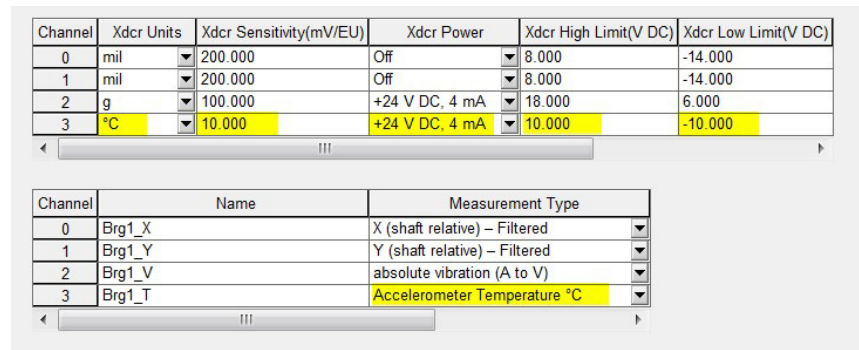 Channel Xdcr Units Xdcr Sensitivity(mV/EU) Xdcr Power Xdcr High Limit(V DC) Xdcr Low Limit(V DC)
0 mil 200.000 Off 8.000 -14.000
1 mil 200.000 Off 8.000 -14.000
2 g 100.000 +24 V DC, 4 mA 18.000 6.000
3 °C 10.000 +24 V DC, 4 mA 10.000 -10.000
Channel Name Measurement Type
0 Brg1_X X (shaft relative) – Filtered
1 Brg1_Y Y (shaft relative) – Filtered
2 Brg1_V absolute vibration (A to V)
3 Brg1_T Accelerometer Temperature °C